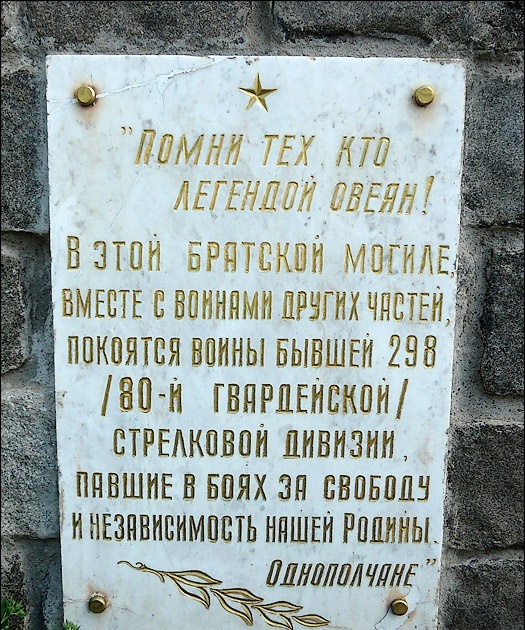 "Помни тех кто
легендой овеян!
В этой братской могиле,
вместе с воинами других частей,
покоятся воины бывшей 298
/80-й гвардейской/
стрелковой дивизии,
павшие в боях за свободу
и независимость нашей Родины.
Однополчане"